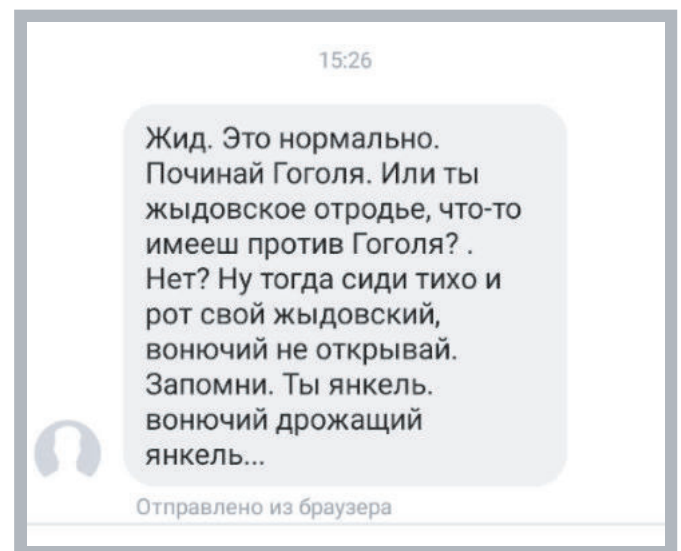 15:26
Жид. Это нормально.
Починай Гоголя. Или ты
жыдовское отродье, что-то
имееш против Гоголя? .
Нет? Ну тогда сиди тихо и
рот свой жыдовский,
вонючий не открывай.
Запомни. Ты янкель.
вонючий дрожащий
янкель...
Отправлено из браузера